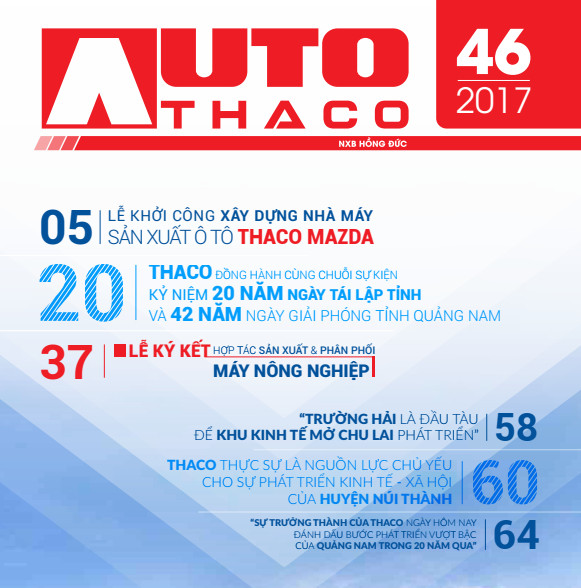 AUTO
THACO
46
2017
NXB HỒNG ĐỨC
05
LỄ KHỞI CÔNG XÂY DỰNG NHÀ MÁY
SẢN XUẤT Ô TÔ THACO MAZDA
20
THACO ĐỒNG HÀNH CÙNG CHUỖI SỰ KIỆN
KỶ NIỆM 20 NĂM NGÀY TÁI LẬP TỈNH
VÀ 42 NĂM NGÀY GIẢI PHÓNG TỈNH QUẢNG NAM
37
LỄ KÝ KẾT HỢP TÁC SẢN XUẤT & PHÂN PHỐI
MÁY NÔNG NGHIỆP
“TRƯỜNG HẢI LÀ ĐẦU TÀU
ĐỂ KHU KINH TẾ MỞ CHU LAI PHÁT TRIỂN”
58
THACO THỰC SỰ LÀ NGUỒN LỰC CHỦ YẾU
CHO SỰ PHÁT TRIỂN KINH TẾ - XÃ HỘI
CỦA HUYỆN NÚI THÀNH
60
“SỰ TRƯỞNG THÀNH CỦA THACO NGÀY HÔM NAY
ĐÁNH DẤU BƯỚC PHÁT TRIỂN VƯỢT BẬC
CỦA QUẢNG NAM TRONG 20 NĂM QUA”
64